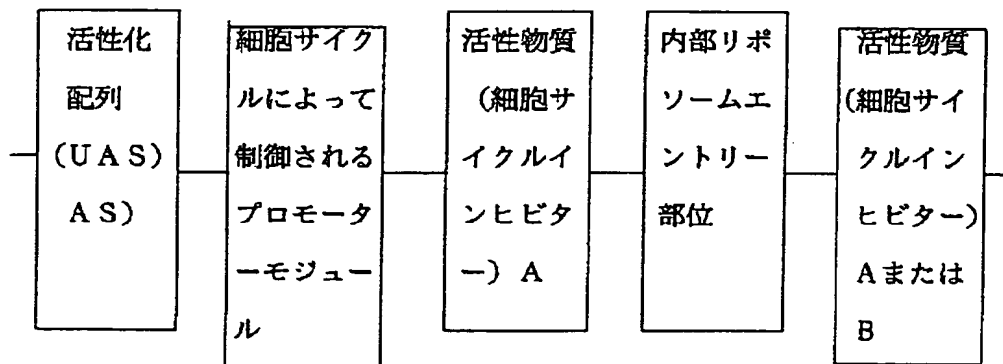 活性化
配列
(UAS)
AS)
細胞サイク
ルによって
制御される
プロモータ
ーモジュー
ル
活性物質
(細胞サ
イクルイ
ンヒビタ
ー) A
内部リポ
ソームエ
ントリー
部位
活性物質
(細胞サイ
クルイン
ヒビター)
Aまたは
B